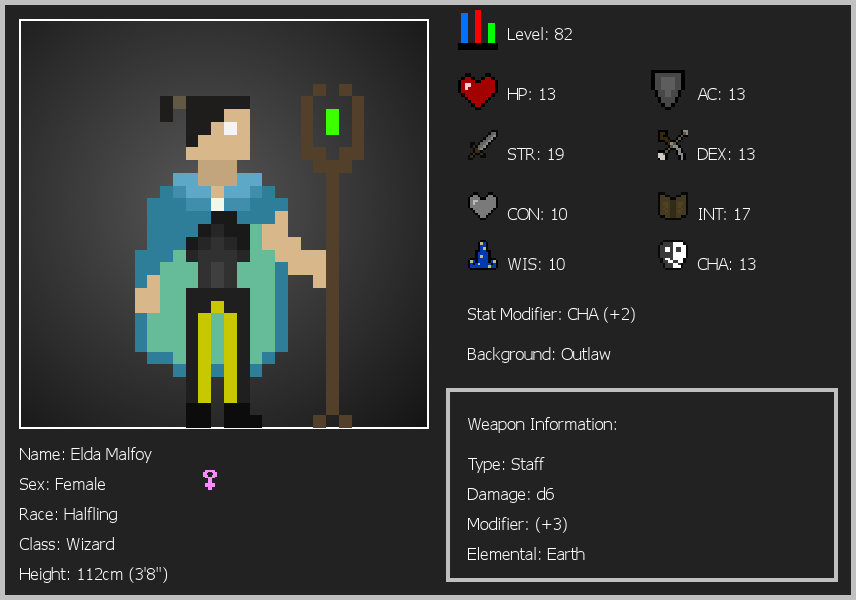 Level: 82
HP: 13
AC: 13
STR: 19
DEX: 13
CON: 10
INT: 17
WIS: 10
CHA: 13
Stat Modifier: CHA (+2)
Background: Outlaw
Weapon Information:
Type: Staff
Damage: d6
Modifier: (+3)
Elemental: Earth
Name: Elda Malfoy
Sex: Female
Race: Halfling
Class: Wizard
Height: 112cm (3'8")